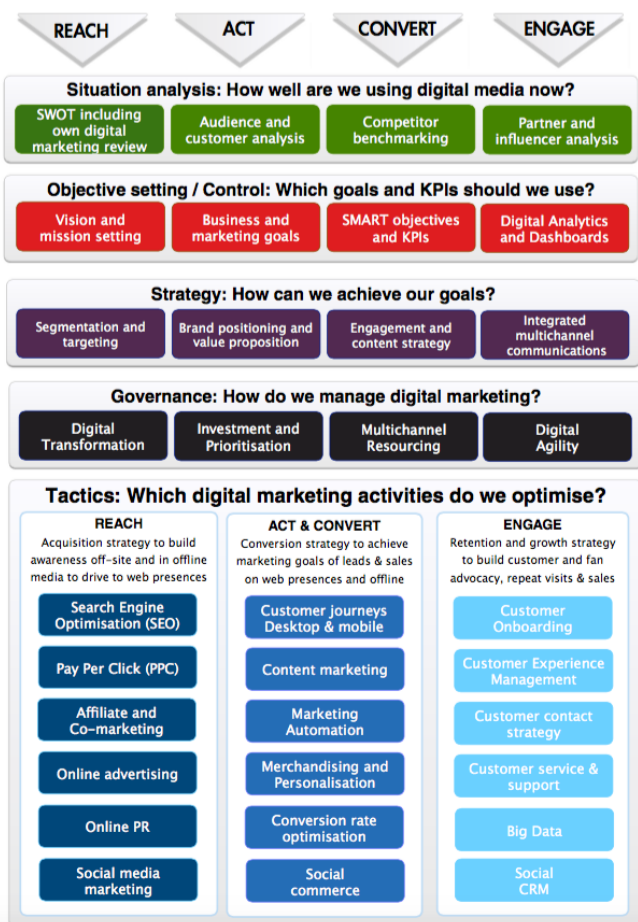 REACH
ACT
CONVERT
ENGAGE
Situation analysis: How well are we using digital media now?
SWOT including
own digital
marketing review
Audience and
customer analysis
Competitor
benchmarking
Partner and
influencer analysis
Objective setting / Control: Which goals and KPIs should we use?
Vision and
mission setting
Business and
marketing goals
SMART objectives
and KPIs
Digital Analytics
and Dashboards
Strategy: How can we achieve our goals?
Segmentation and
targeting
Brand positioning and
value proposition
Engagement and
content strategy
Integrated
multichannel
communications
Governance: How do we manage digital marketing?
Digital
Transformation
Investment and
Prioritisation
Multichannel
Resourcing
Digital
Agility
Tactics: Which digital marketing activities do we optimise?
REACH
Acquisition strategy to build
awareness off-site and in offline
media to drive to web presences
Search Engine
Optimisation (SEO)
Pay Per Click (PPC)
Affiliate and
Co-marketing
Online advertising
Online PR
Social media
marketing
ACT & CONVERT
Conversion strategy to achieve
marketing goals of leads & sales
on web presences and offline
Customer journeys
Desktop & mobile
Content marketing
Marketing
Automation
Merchandising and
Personalisation
Conversion rate
optimisation
Social
commerce
ENGAGE
Retention and growth strategy
to build customer and fan
advocacy, repeat visits & sales
Customer
Onboarding
Customer Experience
Management
Customer contact
strategy
Customer service &
support
Big Data
Social
CRM